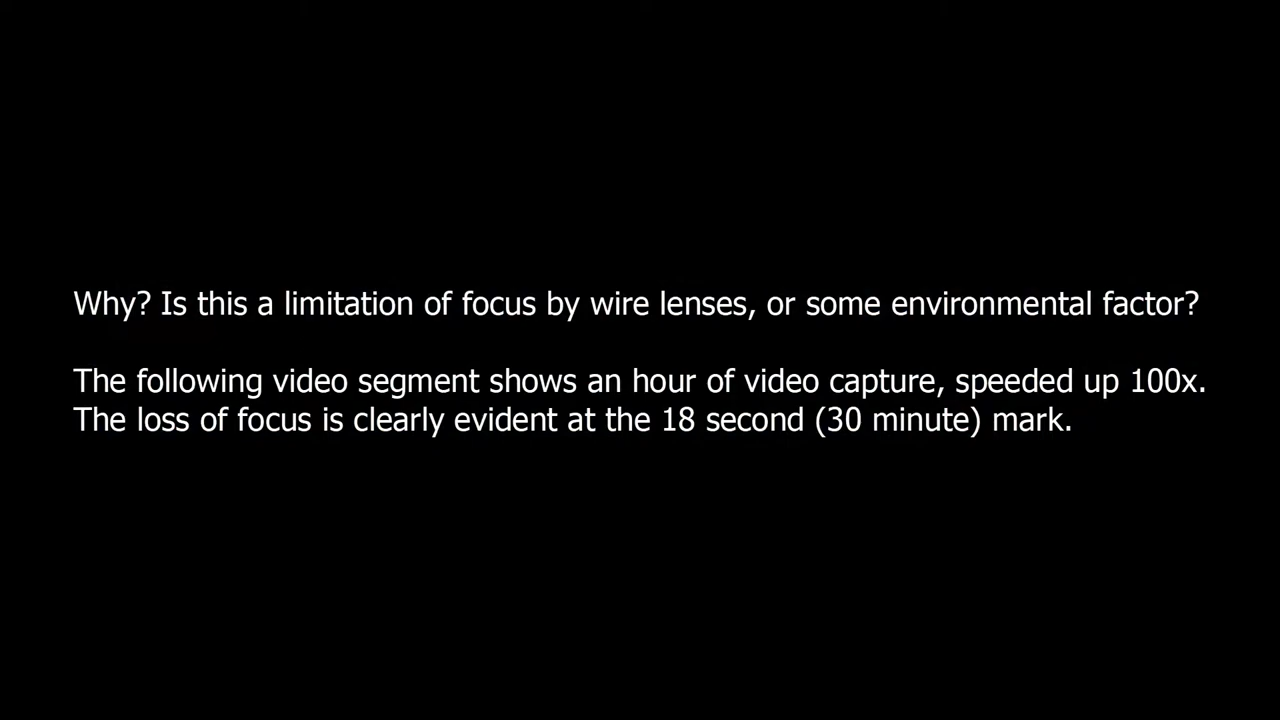 Why? Is this a limitation of focus by wire lenses, or some environmental factor?
The following video segment shows an hour of video capture, speeded up 100x.
The loss of focus is clearly evident at the 18 second (30 minute) mark.